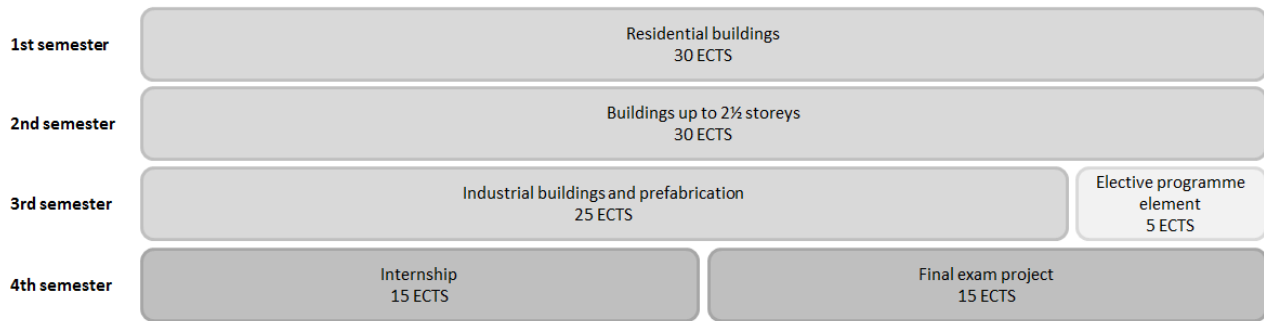 1st semester
Residential buildings
30 ECTS
2nd semester
Buildings up to 2½ storeys
30 ECTS
3rd semester
Industrial buildings and prefabrication
25 ECTS
Elective programme
element
5 ECTS
4th semester
Internship
15 ECTS
Final exam project
15 ECTS